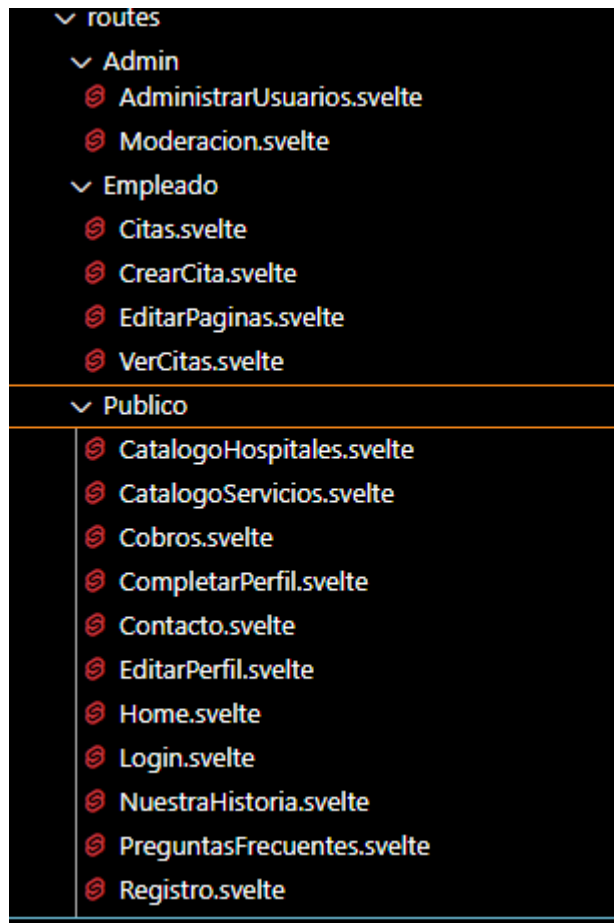 routes
Admin
AdministrarUsuarios.svelte
Moderacion.svelte
Empleado
Citas.svelte
CrearCita.svelte
EditarPaginas.svelte
VerCitas.svelte
Publico
CatalogoHospitales.svelte
CatalogoServicios.svelte
Cobros.svelte
CompletarPerfil.svelte
Contacto.svelte
EditarPerfil.svelte
Home.svelte
Login.svelte
NuestraHistoria.svelte
PreguntasFrecuentes.svelte
Registro.svelte